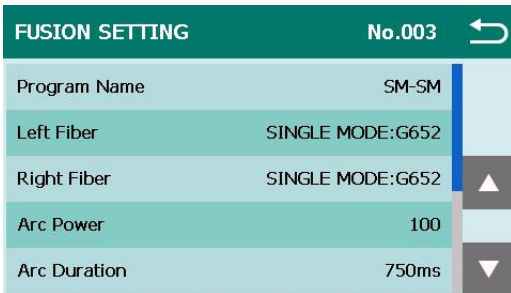 FUSION SETTING No.003
Program Name SM-SM
Left Fiber SINGLE MODE:G652
Right Fiber SINGLE MODE:G652
Arc Power 100
Arc Duration 750ms